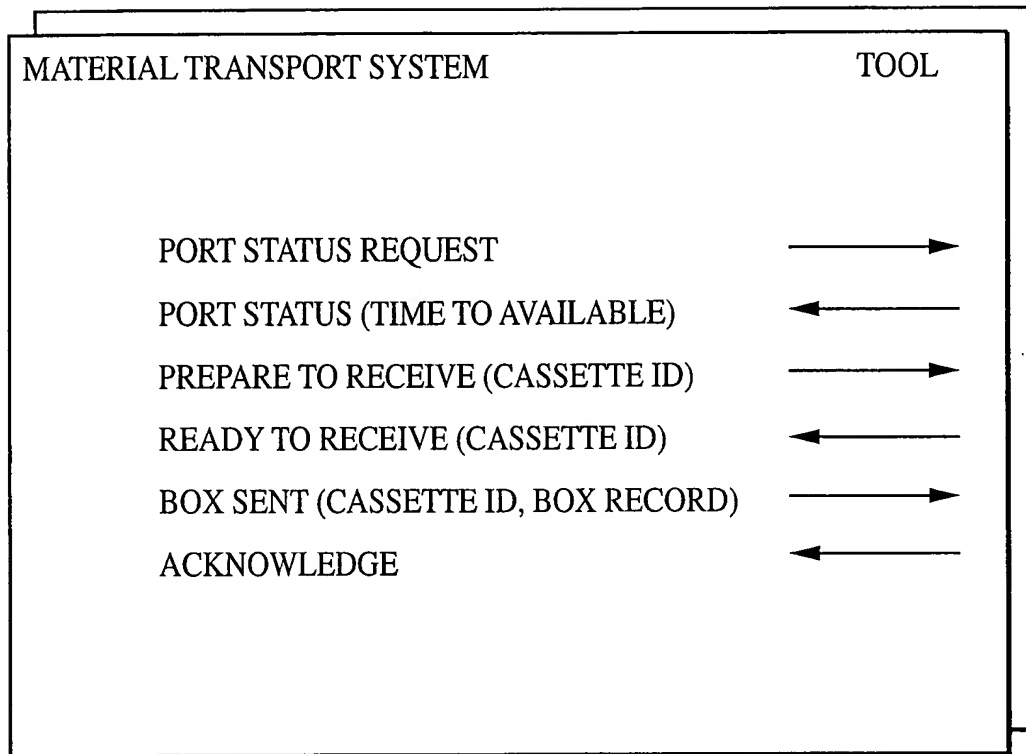 MATERIAL TRANSPORT SYSTEM TOOL
PORT STATUS REQUEST
PORT STATUS (TIME TO AVAILABLE)
PREPARE TO RECEIVE (CASSETTE ID)
READY TO RECEIVE (CASSETTE ID)
BOX SENT (CASSETTE ID, BOX RECORD)
ACKNOWLEDGE